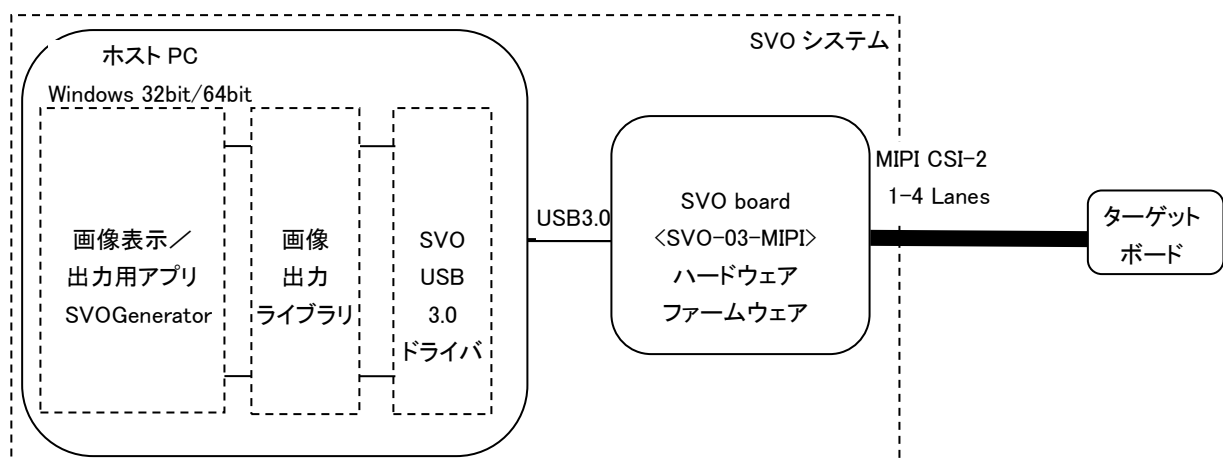 SVO システム
ホスト PC
Windows 32bit/64bit
画像表示／
出力用アプリ
SVOGenerator
画像
出力
ライブラリ
SVO
USB
3.0
ドライバ
USB3.0
SVO board
<SVO-03-MIPI>
ハードウェア
ファームウェア
MIPI CSI-2
1-4 Lanes
ターゲット
ボード